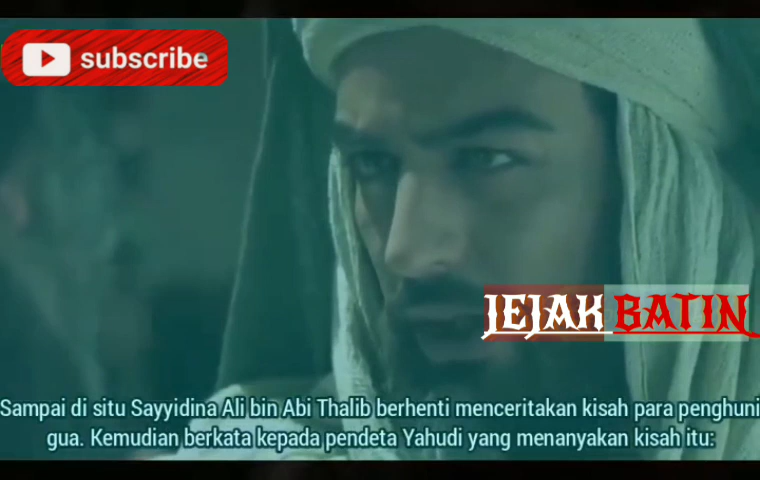 subscribe
JEJAK BATIN
Sampai di situ Sayyidina Ali bin Abi Thalib berhenti menceritakan kisah para penghuni
gua. Kemudian berkata kepada pendeta Yahudi yang menanyakan kisah itu: